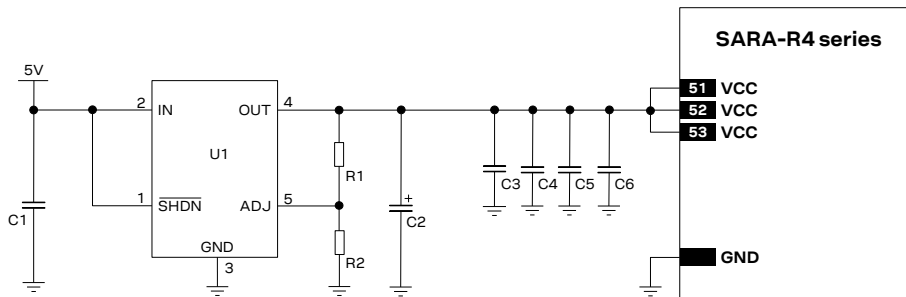 SARA-R4 series
5V
51 VCC
52 VCC
53 VCC
2 IN
OUT 4
U1
R1
C3 C4 C5 C6
1 SHDN
ADJ 5
C1
C2
+
GND
3
R2
GND